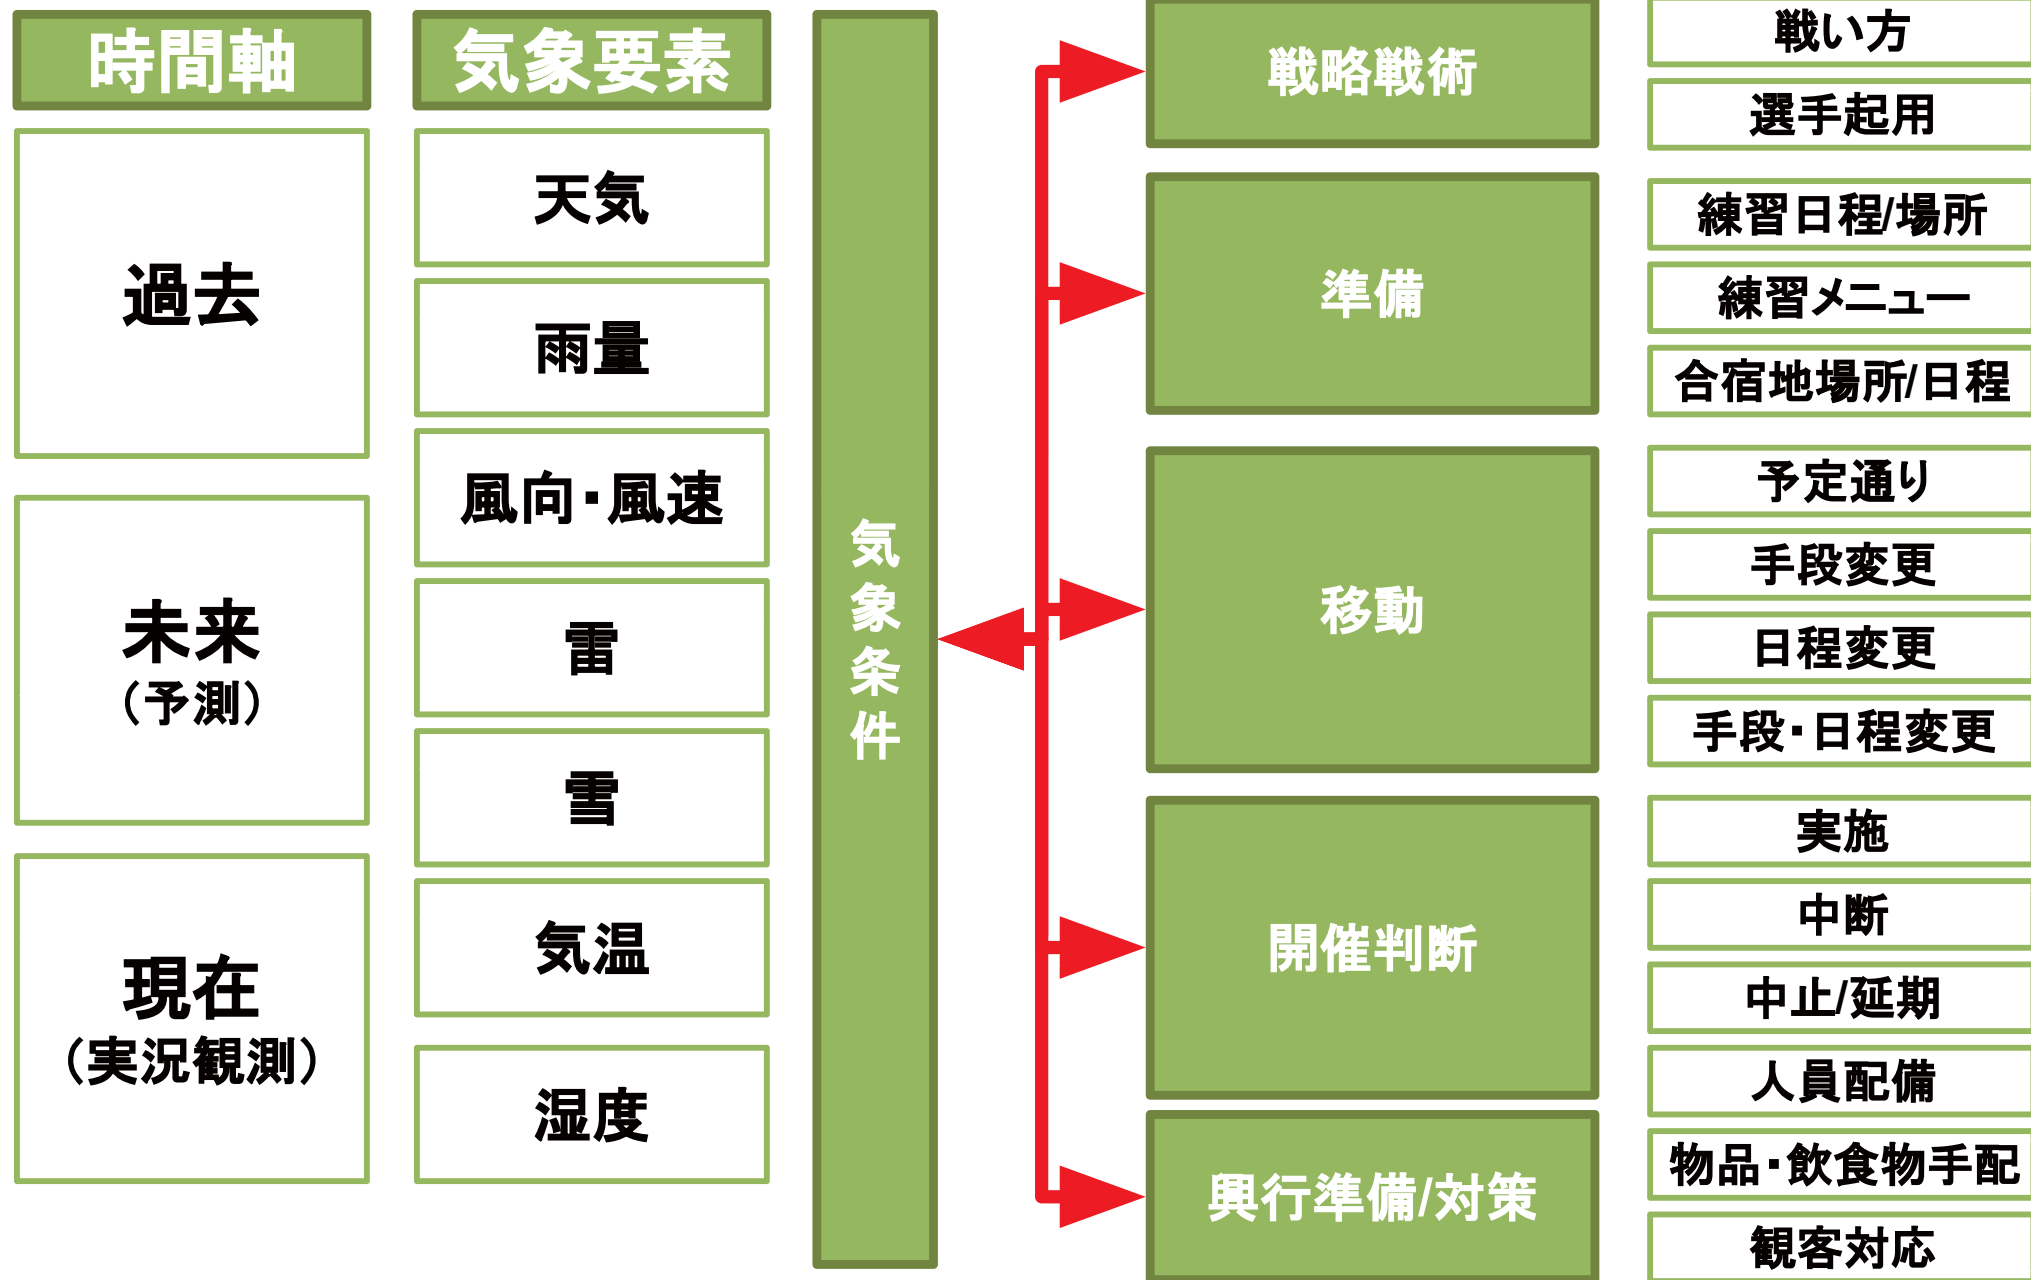 時間軸
過去
未来
（予測）
現在
（実況観測）
気象要素
天気
雨量
風向・風速
雷
雪
気温
湿度
気象条件
戦略戦術
戦い方
選手起用
準備
練習日程/場所
練習メニュー
合宿地場所/日程
移動
予定通り
手段変更
日程変更
手段・日程変更
開催判断
実施
中断
中止/延期
人員配備
興行準備/対策
物品・飲食物手配
観客対応